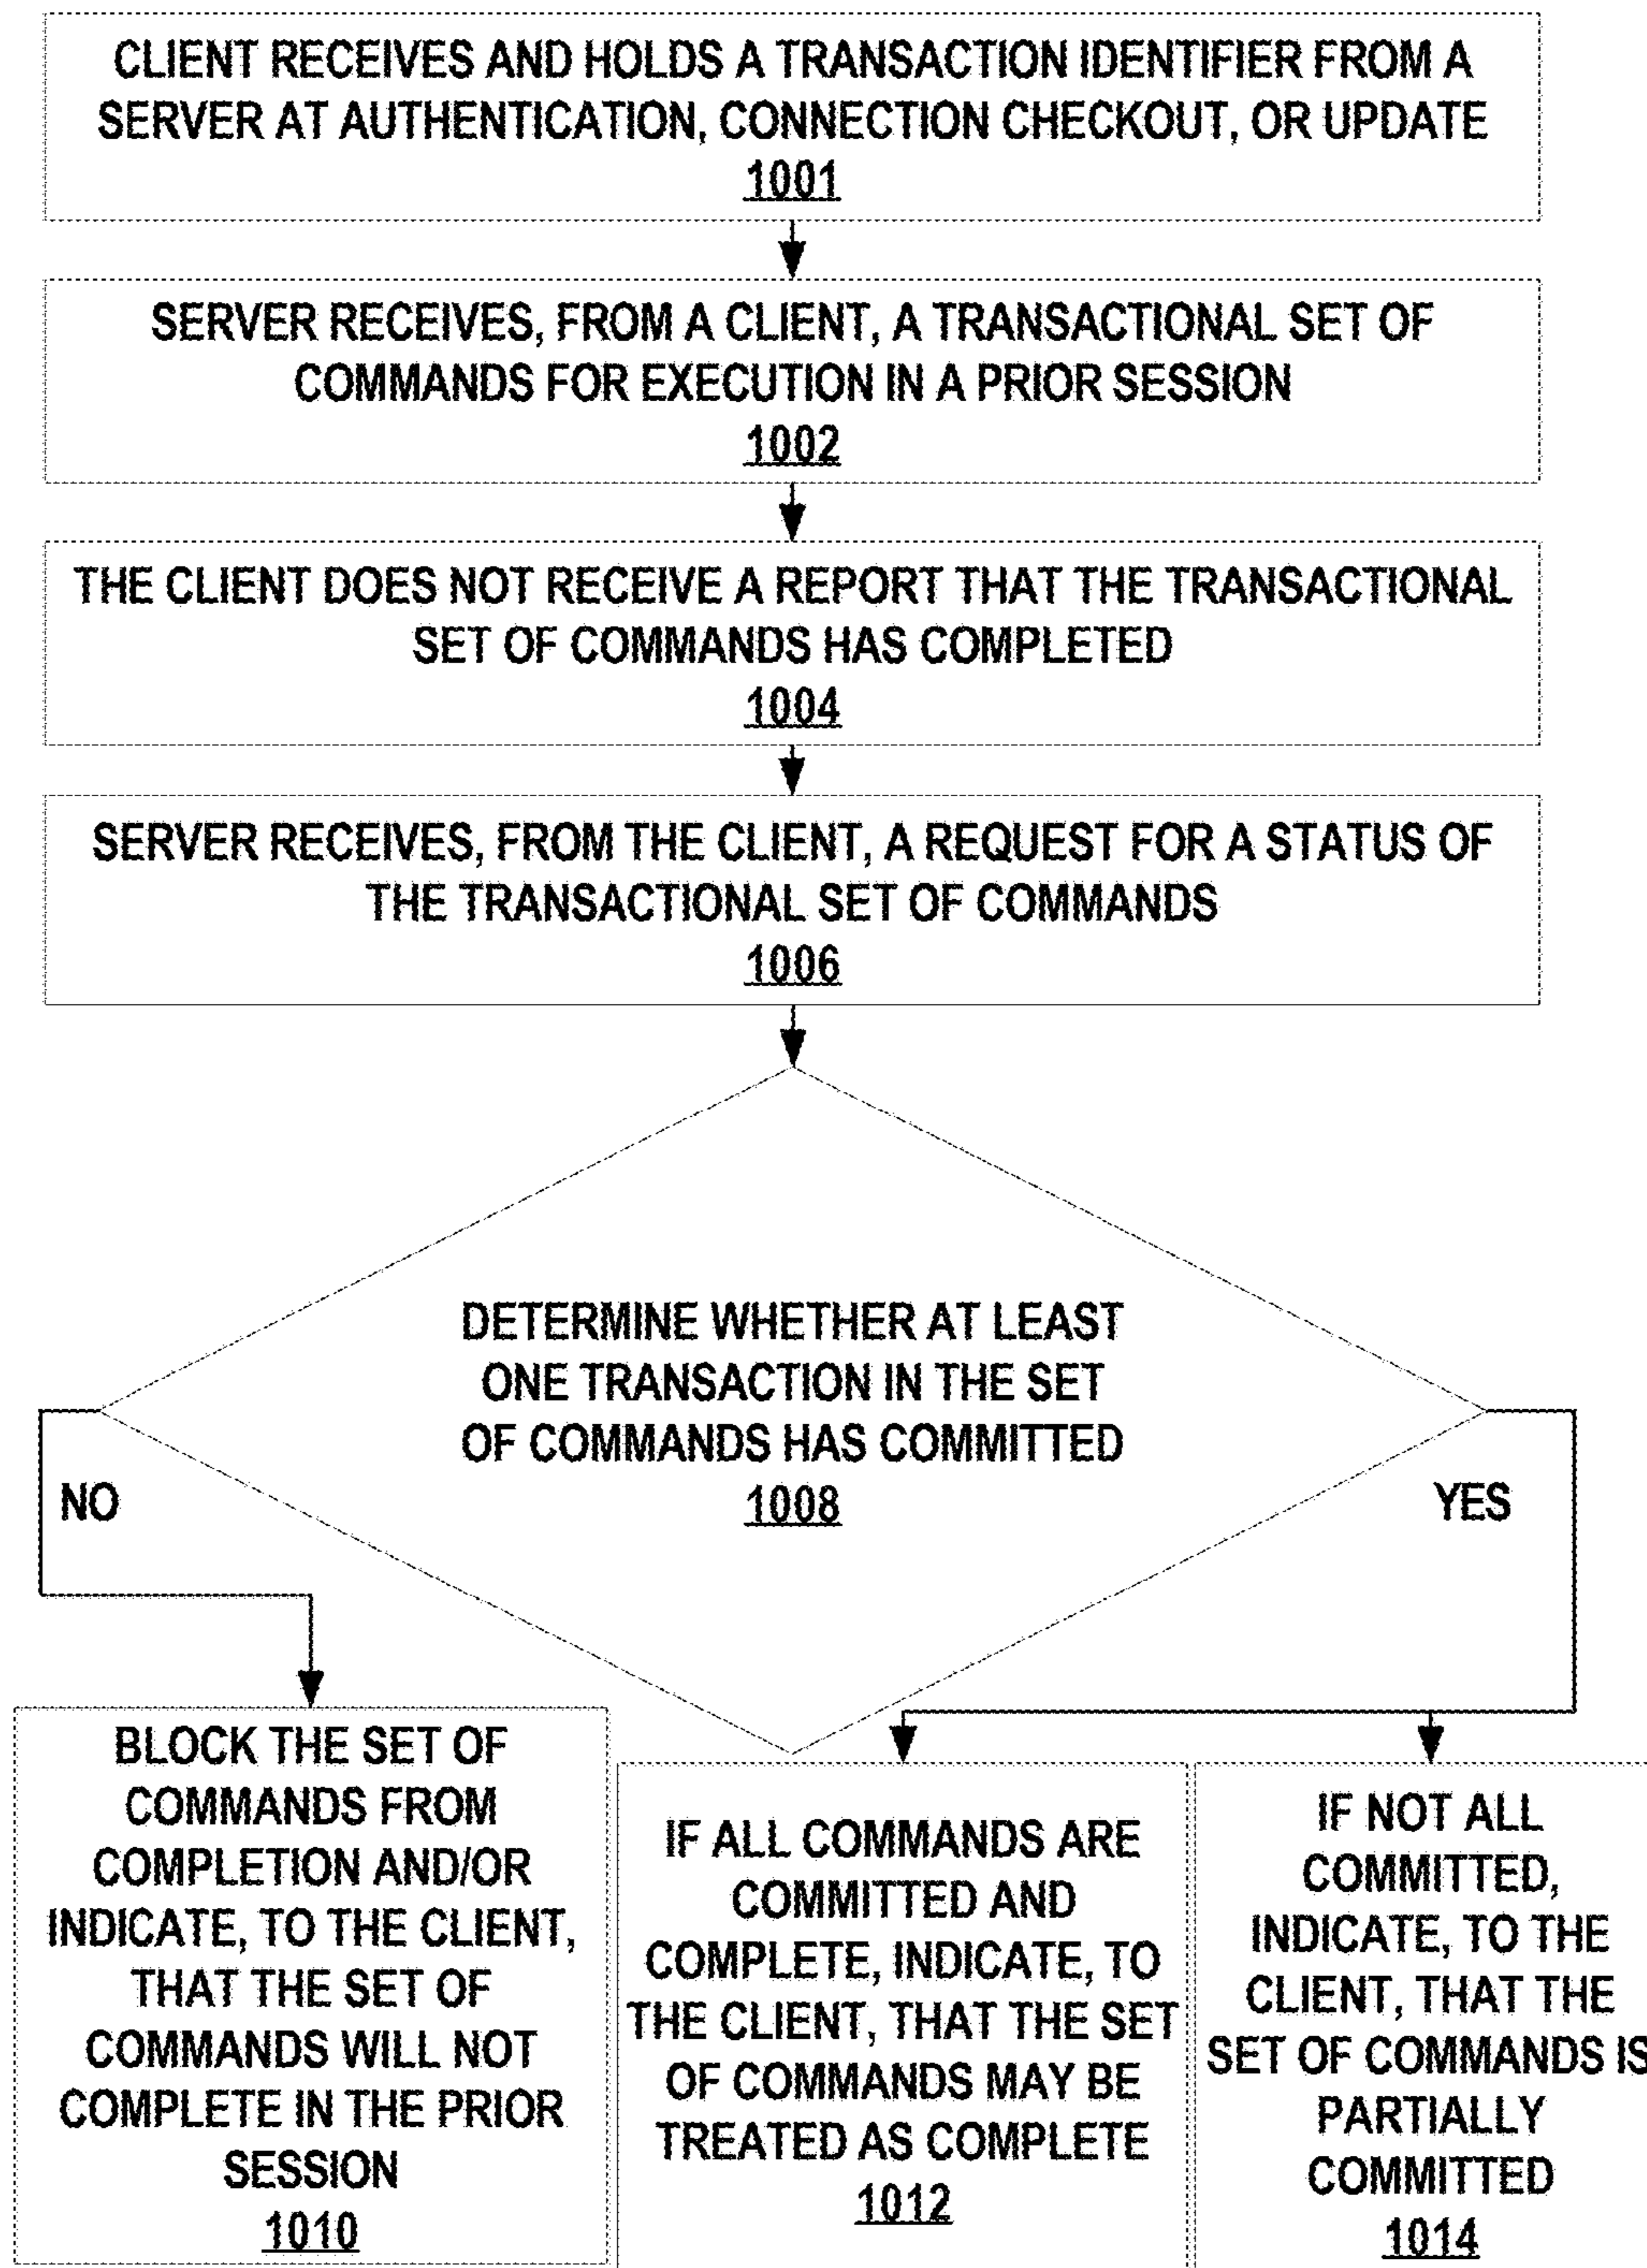 CLIENT RECEIVES AND HOLDS A TRANSACTION IDENTIFIER FROM A
SERVER AT AUTHENTICATION, CONNECTION CHECKOUT, OR UPDATE
1001
SERVER RECEIVES, FROM A CLIENT, A TRANSACTIONAL SET OF
COMMANDS FOR EXECUTION IN A PRIOR SESSION
1002
THE CLIENT DOES NOT RECEIVE A REPORT THAT THE TRANSACTIONAL
SET OF COMMANDS HAS COMPLETED
1004
SERVER RECEIVES, FROM THE CLIENT, A REQUEST FOR A STATUS OF
THE TRANSACTIONAL SET OF COMMANDS
1006
DETERMINE WHETHER AT LEAST
ONE TRANSACTION IN THE SET
OF COMMANDS HAS COMMITTED
1008
NO
YES
BLOCK THE SET OF
COMMANDS FROM
COMPLETION AND/OR
INDICATE, TO THE CLIENT,
THAT THE SET OF
COMMANDS WILL NOT
COMPLETE IN THE PRIOR
SESSION
1010
IF ALL COMMANDS ARE
COMMITTED AND
COMPLETE, INDICATE, TO
THE CLIENT, THAT THE SET
OF COMMANDS MAY BE
TREATED AS COMPLETE
1012
IF NOT ALL
COMMITTED,
INDICATE, TO THE
CLIENT, THAT THE
SET OF COMMANDS IS
PARTIALLY
COMMITTED
1014